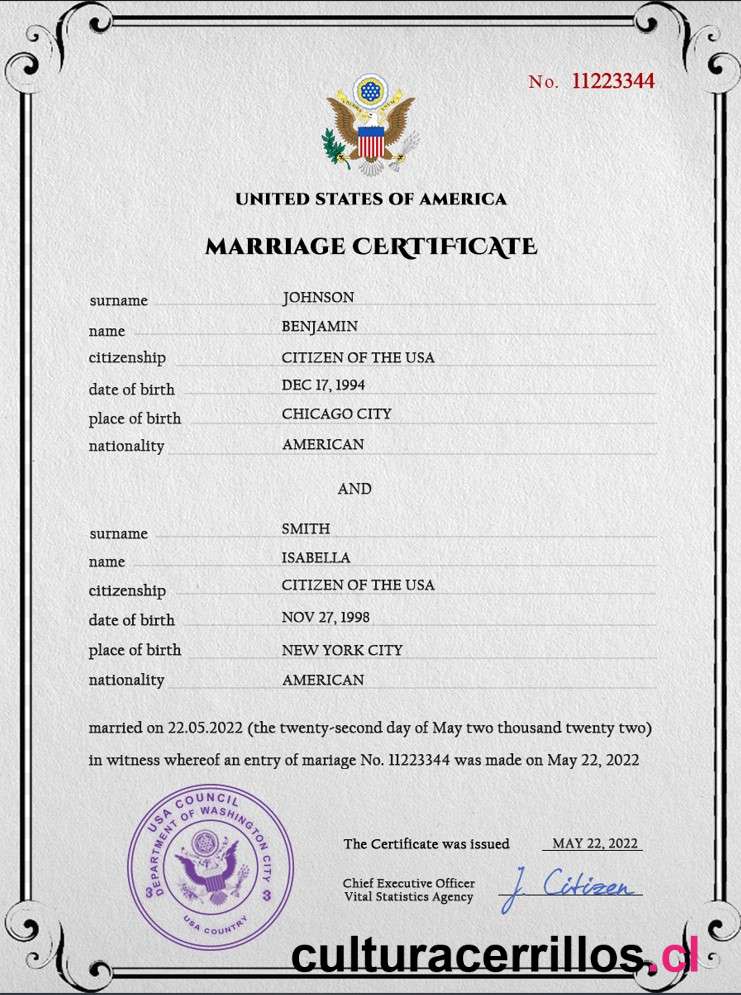 No. 11223344
UNITED STATES OF AMERICA
MARRIAGE CERTIFICATE
surname JOHNSON
name BENJAMIN
citizenship CITIZEN OF THE USA
date of birth DEC 17, 1994
place of birth CHICAGO CITY
nationality AMERICAN
AND
surname SMITH
name ISABELLA
citizenship CITIZEN OF THE USA
date of birth NOV 27, 1998
place of birth NEW YORK CITY
nationality AMERICAN
married on 22.05.2022 (the twenty-second day of May two thousand twenty two)
in witness whereof an entry of mariage No. 11223344 was made on May 22, 2022
USA COUNCIL
DEPARTMENT OF WASHINGTON CITY
3 3
USA COUNTRY
The Certificate was issued MAY 22, 2022
Chief Executive Officer
Vital Statistics Agency
J. Citizen
culturacerrillos.cl